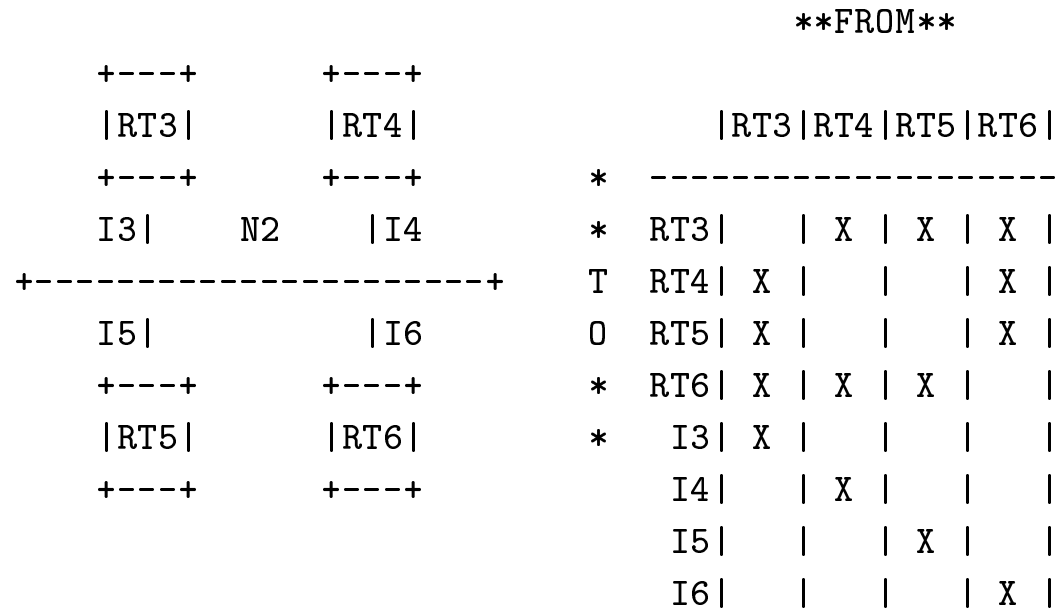 **FROM**
    +---+      +---+
    |RT3|      |RT4|              |RT3|RT4|RT5|RT6|
    +---+      +---+        *  --------------------
    I3|    N2    |I4        *  RT3|   | X | X | X |
+----------------------+    T  RT4| X |   |   | X |
    I5|          |I6        O  RT5| X |   |   | X |
    +---+      +---+        *  RT6| X | X | X |   |
    |RT5|      |RT6|        *   I3| X |   |   |   |
    +---+      +---+            I4|   | X |   |   |
                                I5|   |   | X |   |
                                I6|   |   |   | X |